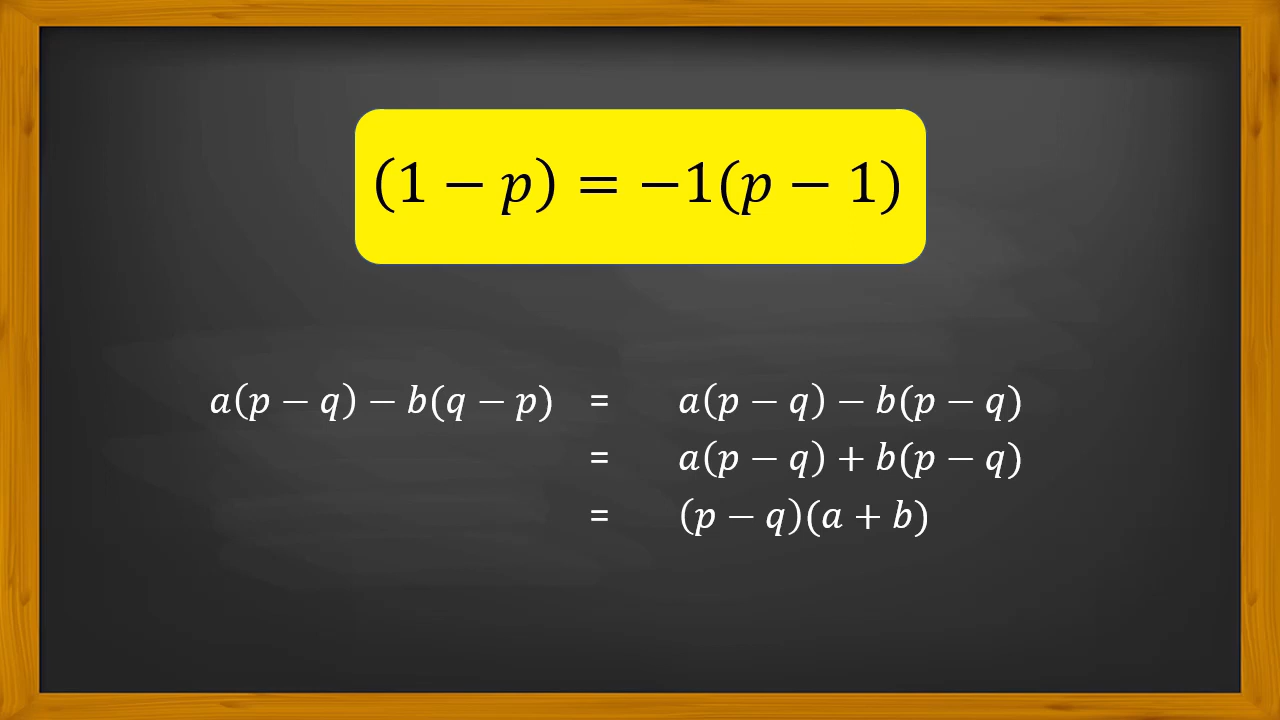 (1 − p) = −1(p − 1)
a(p − q) − b(q − p) = a(p − q) − b(p − q)
= a(p − q) + b(p − q)
= (p − q)(a + b)